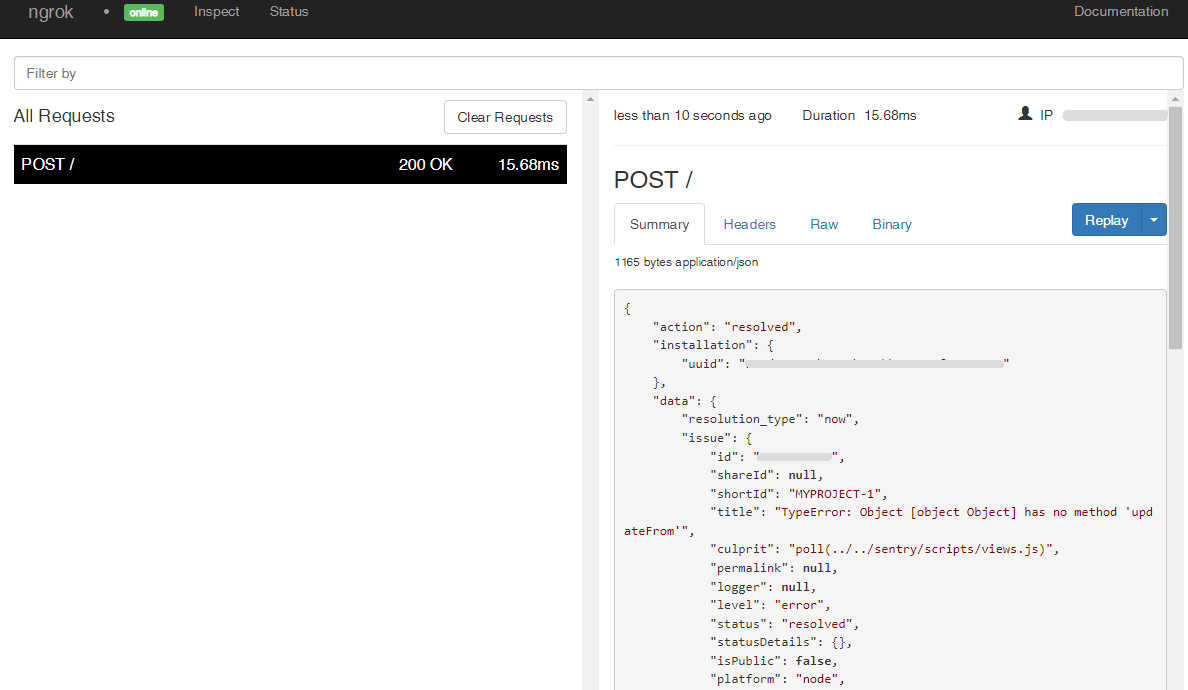 ngrok • online Inspect Status Documentation
Filter by
All Requests Clear Requests
POST / 200 OK 15.68ms
less than 10 seconds ago Duration 15.68ms IP
POST /
Summary Headers Raw Binary Replay
1165 bytes application/json
{
"action": "resolved",
"installation": {
"uuid": "
},
"data": {
"resolution_type": "now",
"issue": {
"id": " ",
"shareId": null,
"shortId": "MYPROJECT-1",
"title": "TypeError: Object [object Object] has no method 'upd
ateFrom'",
"culprit": "poll(../../sentry/scripts/views.js)",
"permalink": null,
"logger": null,
"level": "error",
"status": "resolved",
"statusDetails": {},
"isPublic": false,
"platform": "node",